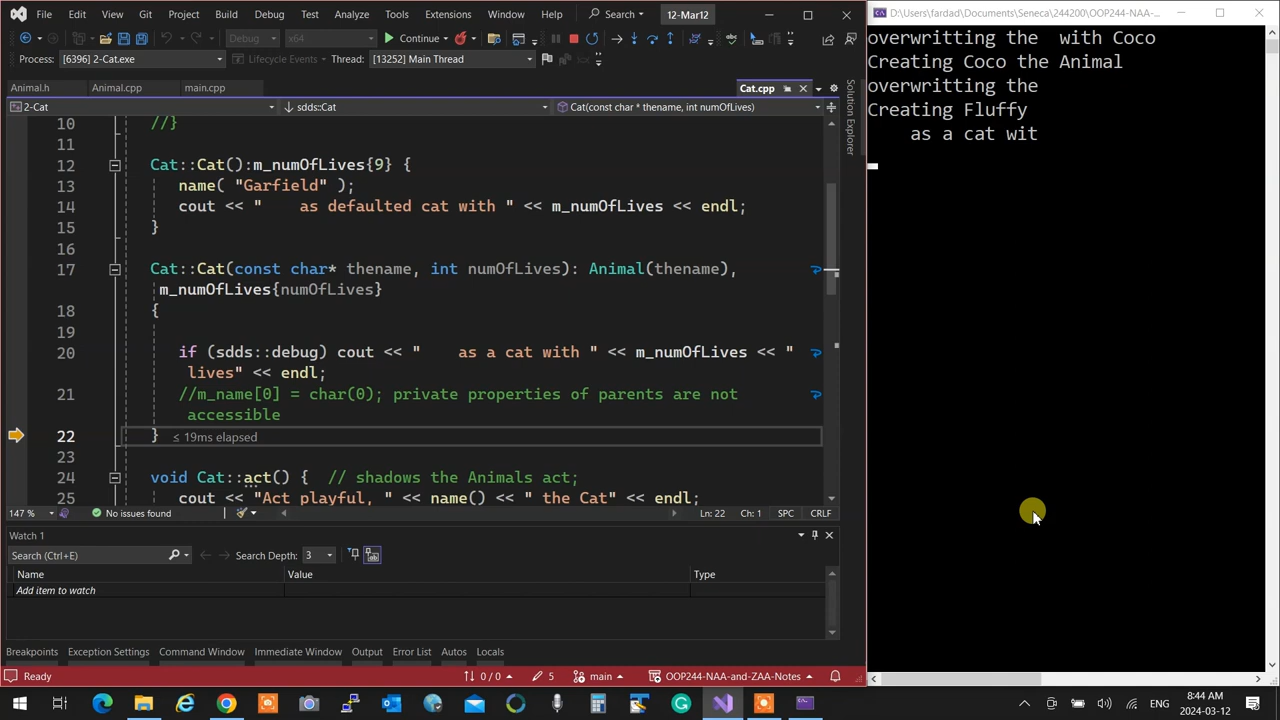 File Edit View Git Project Build Debug Test Analyze Tools
Extensions Window Help Search 12-Mar12
Debug x64 Continue
Process: [6396] 2-Cat.exe Lifecycle Events Thread: [13252] Main Thread
Animal.h Animal.cpp main.cpp Cat.cpp
2-Cat sdds::Cat Cat(const char * thename, int numOfLives)
10 //}
11
12 Cat::Cat():m_numOfLives{9} {
13 name( "Garfield" );
14 cout << "    as defaulted cat with " << m_numOfLives << endl;
15 }
16
17 Cat::Cat(const char* thename, int numOfLives): Animal(thename),
m_numOfLives{numOfLives}
18 {
19
20 if (sdds::debug) cout << "    as a cat with " << m_numOfLives << "
lives" << endl;
21 //m_name[0] = char(0); private properties of parents are not
accessible
22 } ≤ 19ms elapsed
23
24 void Cat::act() {  // shadows the Animals act;
25 cout << "Act playful, " << name() << " the Cat" << endl;
147 % No issues found Ln: 22 Ch: 1 SPC CRLF
Watch 1
Search (Ctrl+E) Search Depth: 3
Name Value Type
Add item to watch
Breakpoints Exception Settings Command Window Immediate Window Output Error List Autos Locals
Ready 0 / 0 5 main OOP244-NAA-and-ZAA-Notes
Solution Explorer
D:\Users\fardad\Documents\Seneca\244200\OOP244-NAA-...
overwritting the  with Coco
Creating Coco the Animal
overwritting the
Creating Fluffy
    as a cat wit
ENG 8:44 AM
2024-03-12